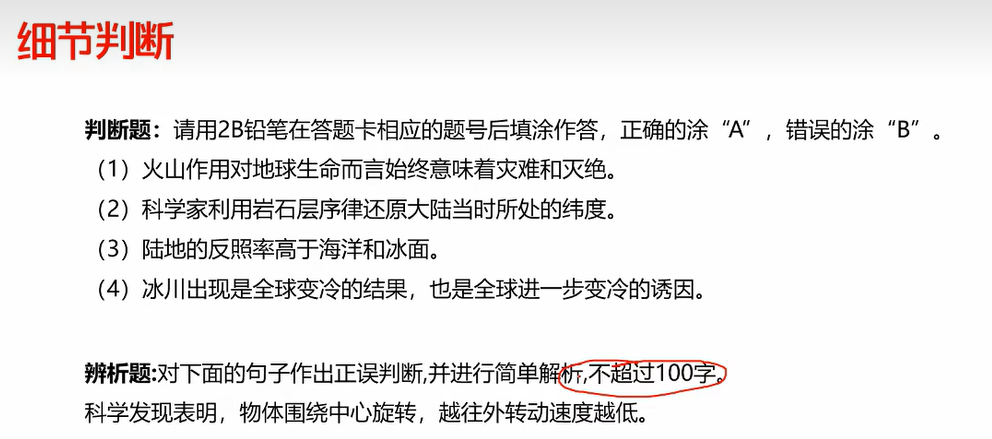 细节判断
判断题：请用2B铅笔在答题卡相应的题号后填涂作答，正确的涂“A”，错误的涂“B”。
（1）火山作用对地球生命而言始终意味着灾难和灭绝。
（2）科学家利用岩石层序律还原大陆当时所处的纬度。
（3）陆地的反照率高于海洋和冰面。
（4）冰川出现是全球变冷的结果，也是全球进一步变冷的诱因。
辨析题:对下面的句子作出正误判断,并进行简单解析,不超过100字。
科学发现表明，物体围绕中心旋转，越往外转动速度越低。